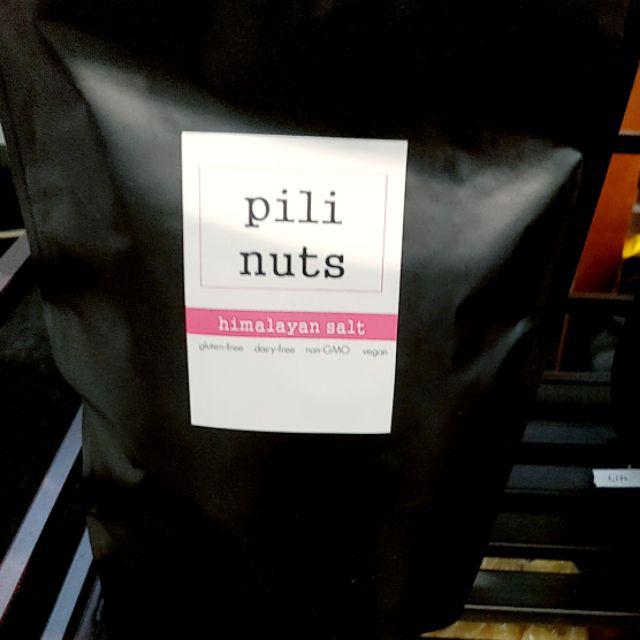 pili
nuts
himalayan salt
gluten-free dairy-free non-GMO vegan